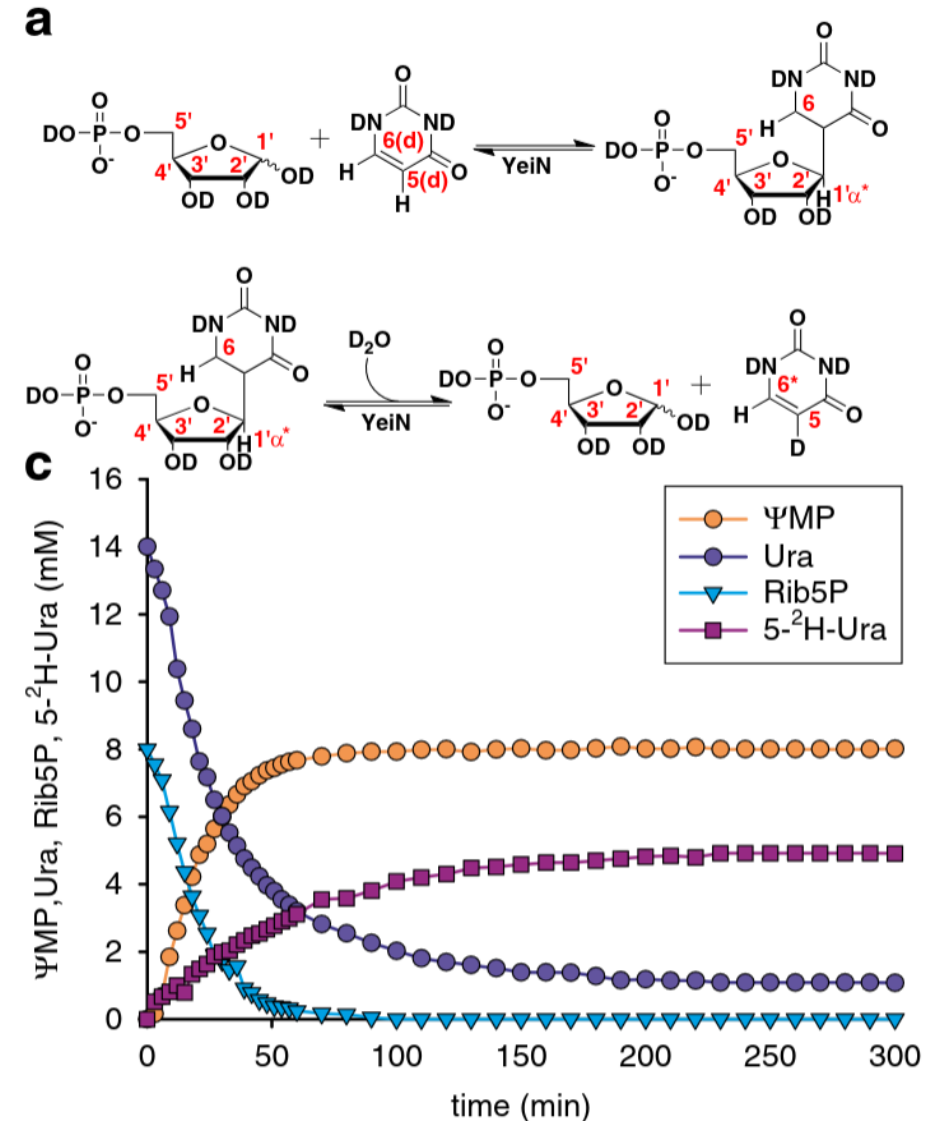 a
O
DN ND
6
H O
O
DO P O 5' O 1'
O- 4' 3' 2' OD
OD OD
+
O
DN 6(d) ND
H 5(d) O
H
YeiN
O
DO P O 5' O
O- 4' 3' 2' H 1'α*
OD OD
O
DN ND
6
H O
O
DO P O 5' O
O- 4' 3' 2' H 1'α*
OD OD
D2O
YeiN
O
DO P O 5' O 1'
O- 4' 3' 2' OD
OD OD
+
O
DN 6* ND
H 5 O
D
c
ΨMP,Ura, Rib5P, 5-²H-Ura (mM)
16
14
12
10
8
6
4
2
0
ΨMP
Ura
Rib5P
5-²H-Ura
0 50 100 150 200 250 300
time (min)